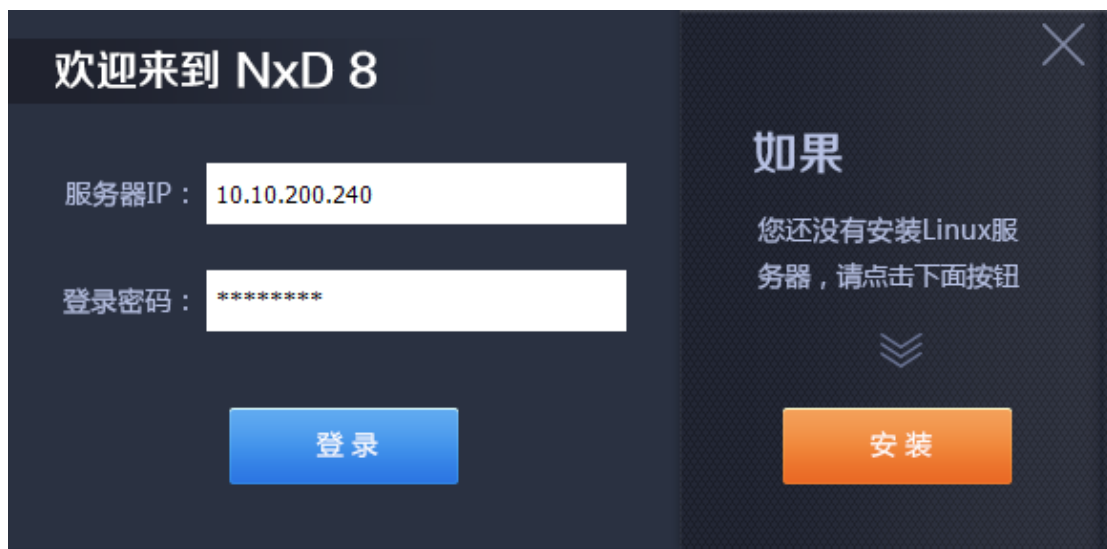 欢迎来到 NxD 8
服务器IP：
10.10.200.240
登录密码：
********
登 录
如果
您还没有安装Linux服
务器，请点击下面按钮
安 装